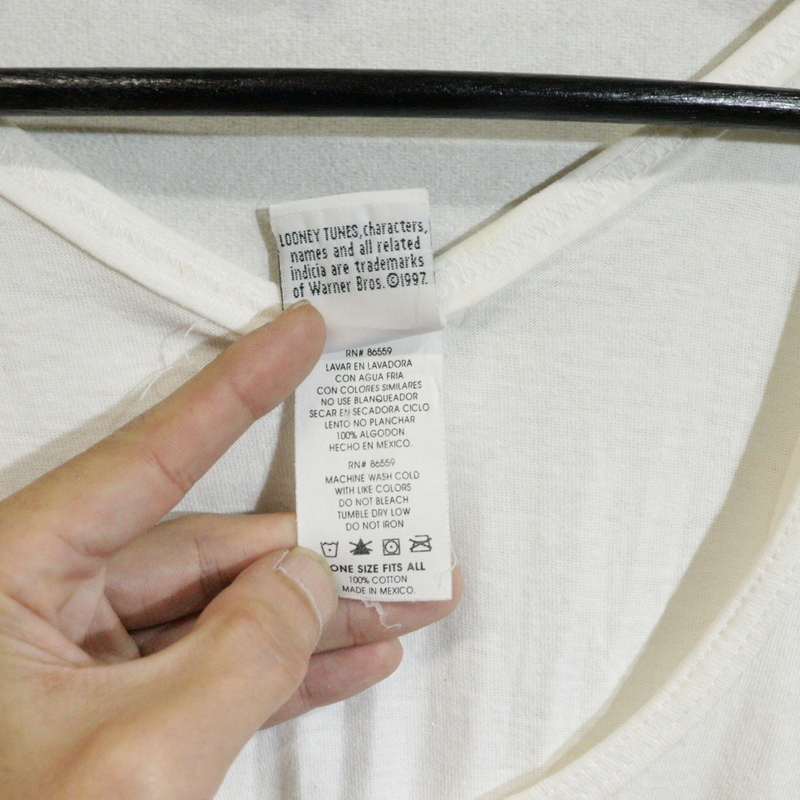 LOONEY TUNES, characters,
names and all related
indicia are trademarks
of Warner Bros. ©1997.
RN# 86559
LAVAR EN LAVADORA
CON AGUA FRIA
CON COLORES SIMILARES
NO USE BLANQUEADOR
SECAR EN SECADORA CICLO
LENTO NO PLANCHAR
100% ALGODON
HECHO EN MEXICO.
RN# 86559
MACHINE WASH COLD
WITH LIKE COLORS
DO NOT BLEACH
TUMBLE DRY LOW
DO NOT IRON
ONE SIZE FITS ALL
100% COTTON
MADE IN MEXICO.